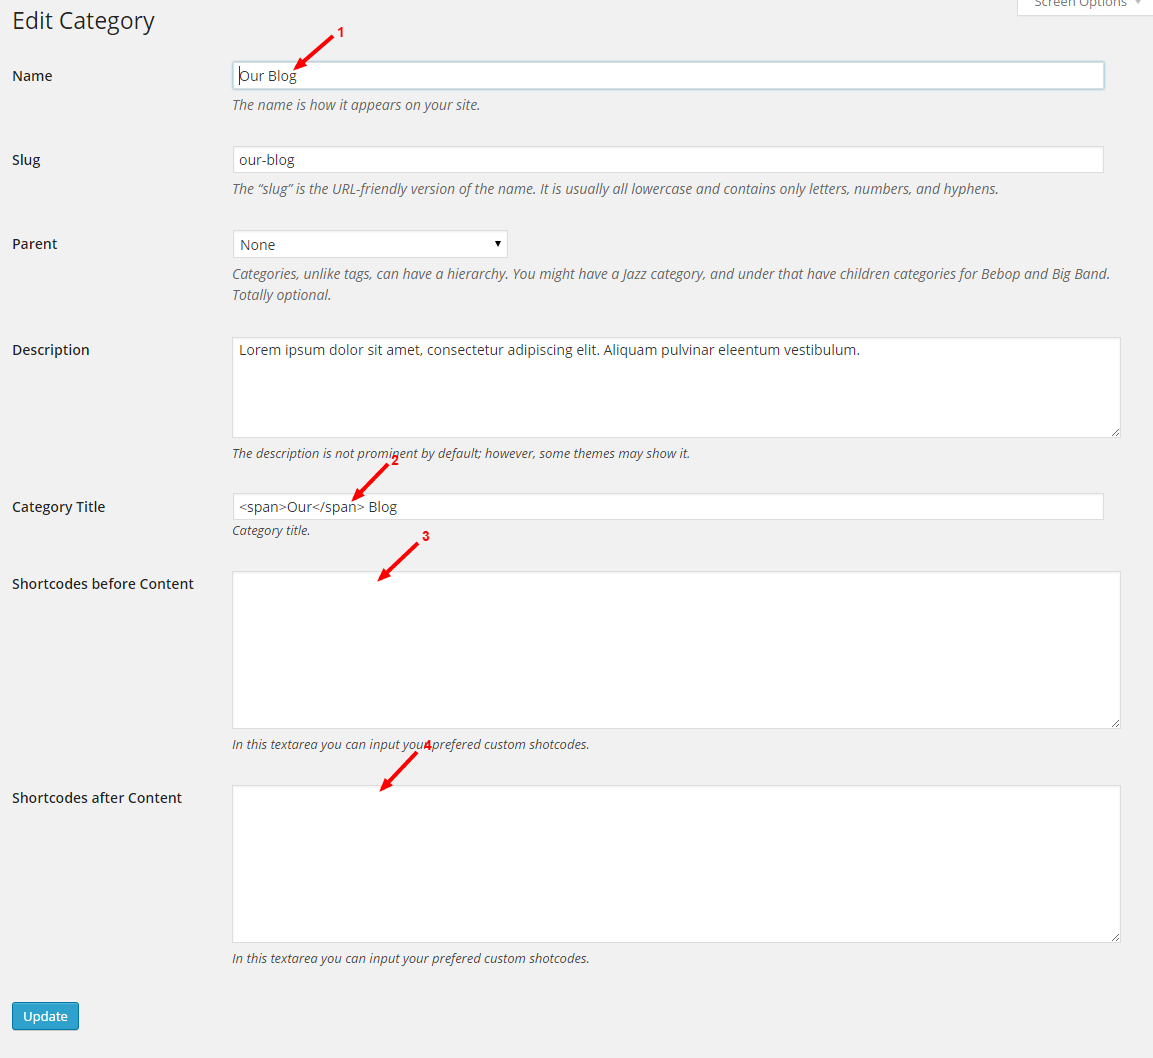 Screen Options ▼
Edit Category
1
Name
Our Blog
The name is how it appears on your site.
Slug
our-blog
The “slug” is the URL-friendly version of the name. It is usually all lowercase and contains only letters, numbers, and hyphens.
Parent
None ▼
Categories, unlike tags, can have a hierarchy. You might have a Jazz category, and under that have children categories for Bebop and Big Band.
Totally optional.
Description
Lorem ipsum dolor sit amet, consectetur adipiscing elit. Aliquam pulvinar eleentum vestibulum.
The description is not prominent by default; however, some themes may show it.
2
Category Title
<span>Our</span> Blog
Category title.
3
Shortcodes before Content
In this textarea you can input your prefered custom shotcodes.
4
Shortcodes after Content
In this textarea you can input your prefered custom shotcodes.
Update